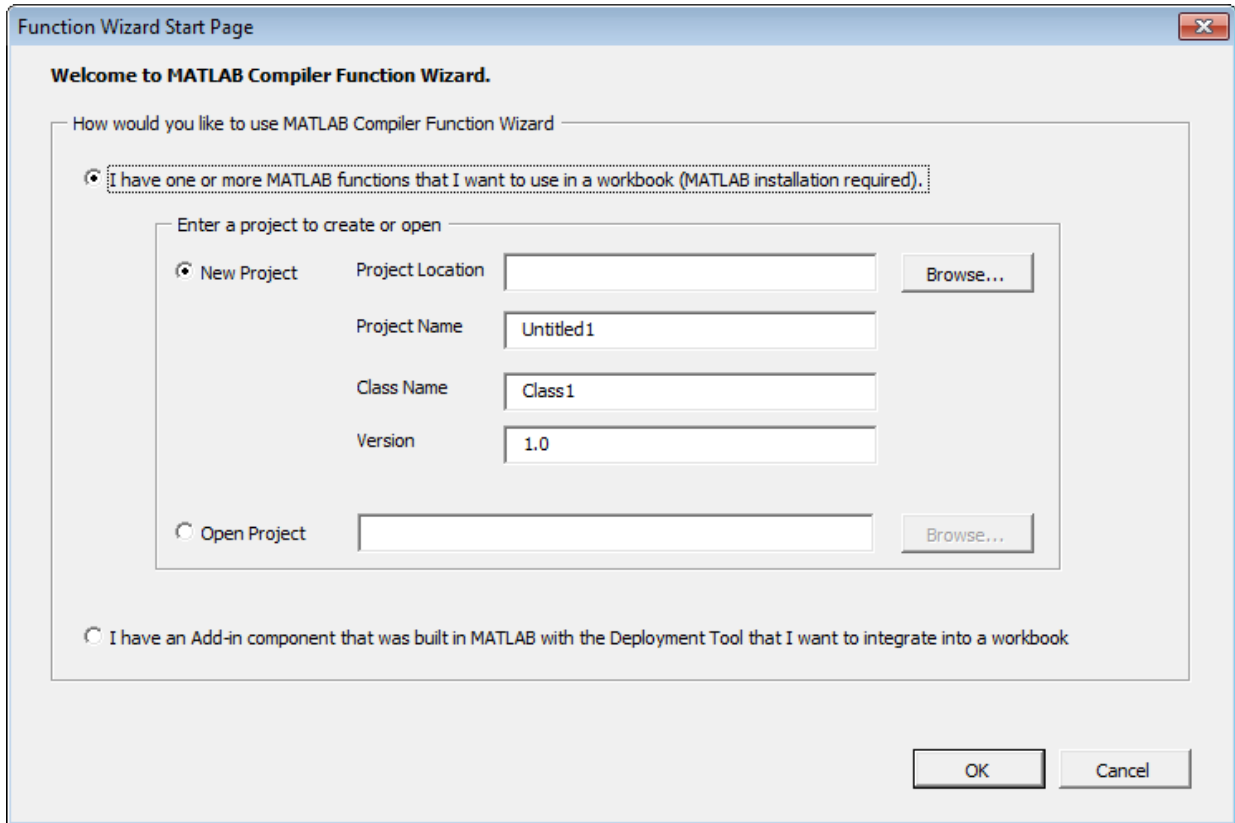 Function Wizard Start Page
Welcome to MATLAB Compiler Function Wizard.
How would you like to use MATLAB Compiler Function Wizard
I have one or more MATLAB functions that I want to use in a workbook (MATLAB installation required).
Enter a project to create or open
New Project Project Location Browse...
Project Name Untitled1
Class Name Class1
Version 1.0
Open Project Browse...
I have an Add-in component that was built in MATLAB with the Deployment Tool that I want to integrate into a workbook
OK Cancel